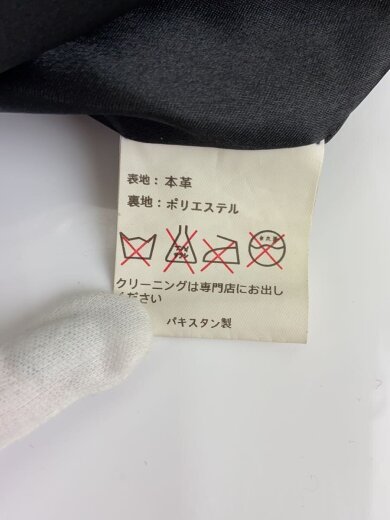 表地：本革
裏地：ポリエステル
クリーニングは専門店にお出し
ください
パキスタン製